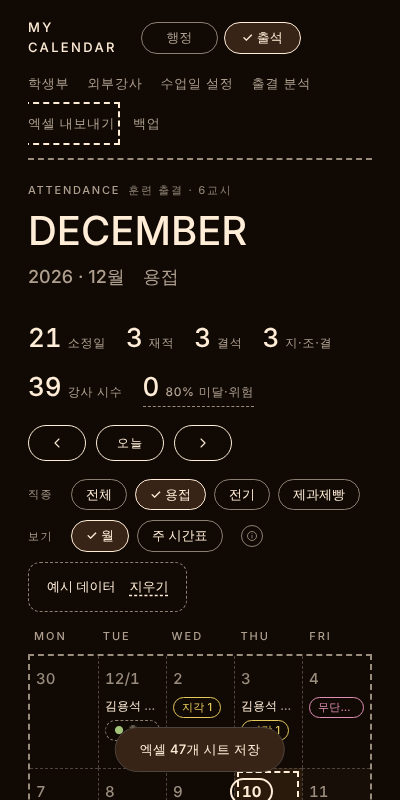 MY CALENDAR
행정
✓ 출석
학생부 외부강사 수업일 설정 출결 분석
엑셀 내보내기 백업
ATTENDANCE 훈련 출결 · 6교시
DECEMBER
2026 · 12월 용접
21 소정일 3 재적 3 결석 3 지·조·결
39 강사 시수 0 80% 미달·위험
오늘
직종 전체 ✓ 용접 전기 제과제빵
보기 ✓ 월 주 시간표
예시 데이터 지우기
MON TUE WED THU FRI
30 12/1 2 3 4
김용석 ... 지각 1 김용석 ... 무단...
엑셀 47개 시트 저장
7 8 9 10 11